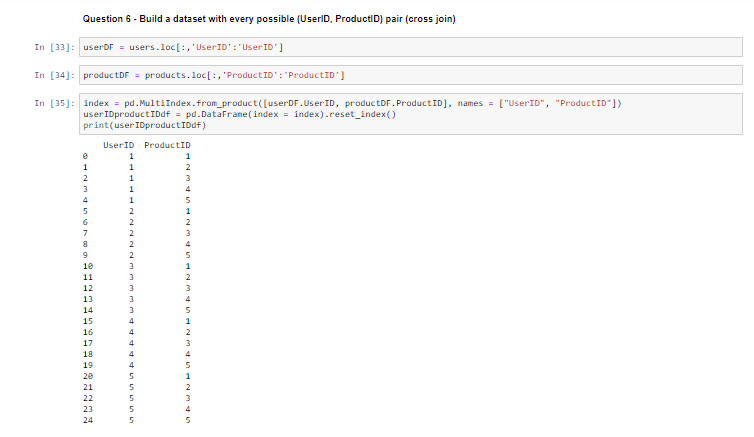 Question 6 - Build a dataset with every possible (UserID, ProductID) pair (cross join)
In [33]: userDF = users.loc[:,'UserID':'UserID']
In [34]: productDF = products.loc[:,'ProductID':'ProductID']
In [35]: index = pd.MultiIndex.from_product([userDF.UserID, productDF.ProductID], names = ["UserID", "ProductID"])
userIDproductIDdf = pd.DataFrame(index = index).reset_index()
print(userIDproductIDdf)
UserID ProductID
0 1 1
1 1 2
2 1 3
3 1 4
4 1 5
5 2 1
6 2 2
7 2 3
8 2 4
9 2 5
10 3 1
11 3 2
12 3 3
13 3 4
14 3 5
15 4 1
16 4 2
17 4 3
18 4 4
19 4 5
20 5 1
21 5 2
22 5 3
23 5 4
24 5 5